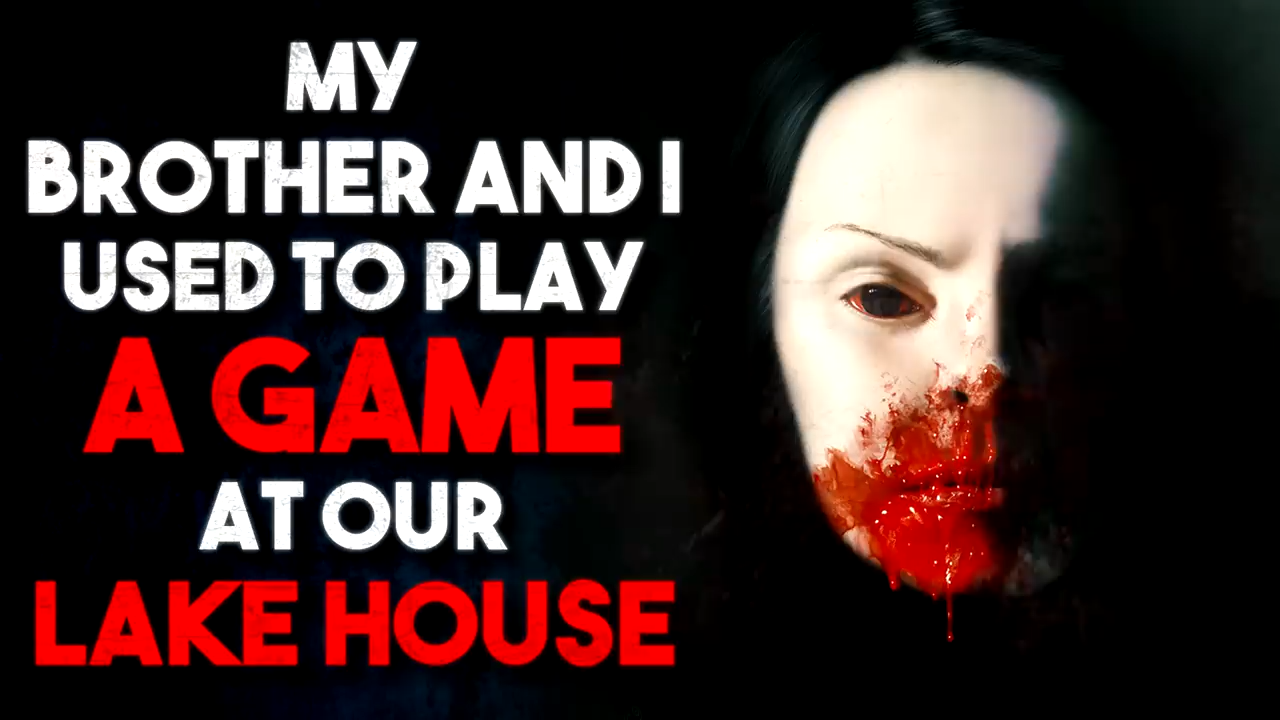 MY
BROTHER AND I
USED TO PLAY
A GAME
AT OUR
LAKE HOUSE